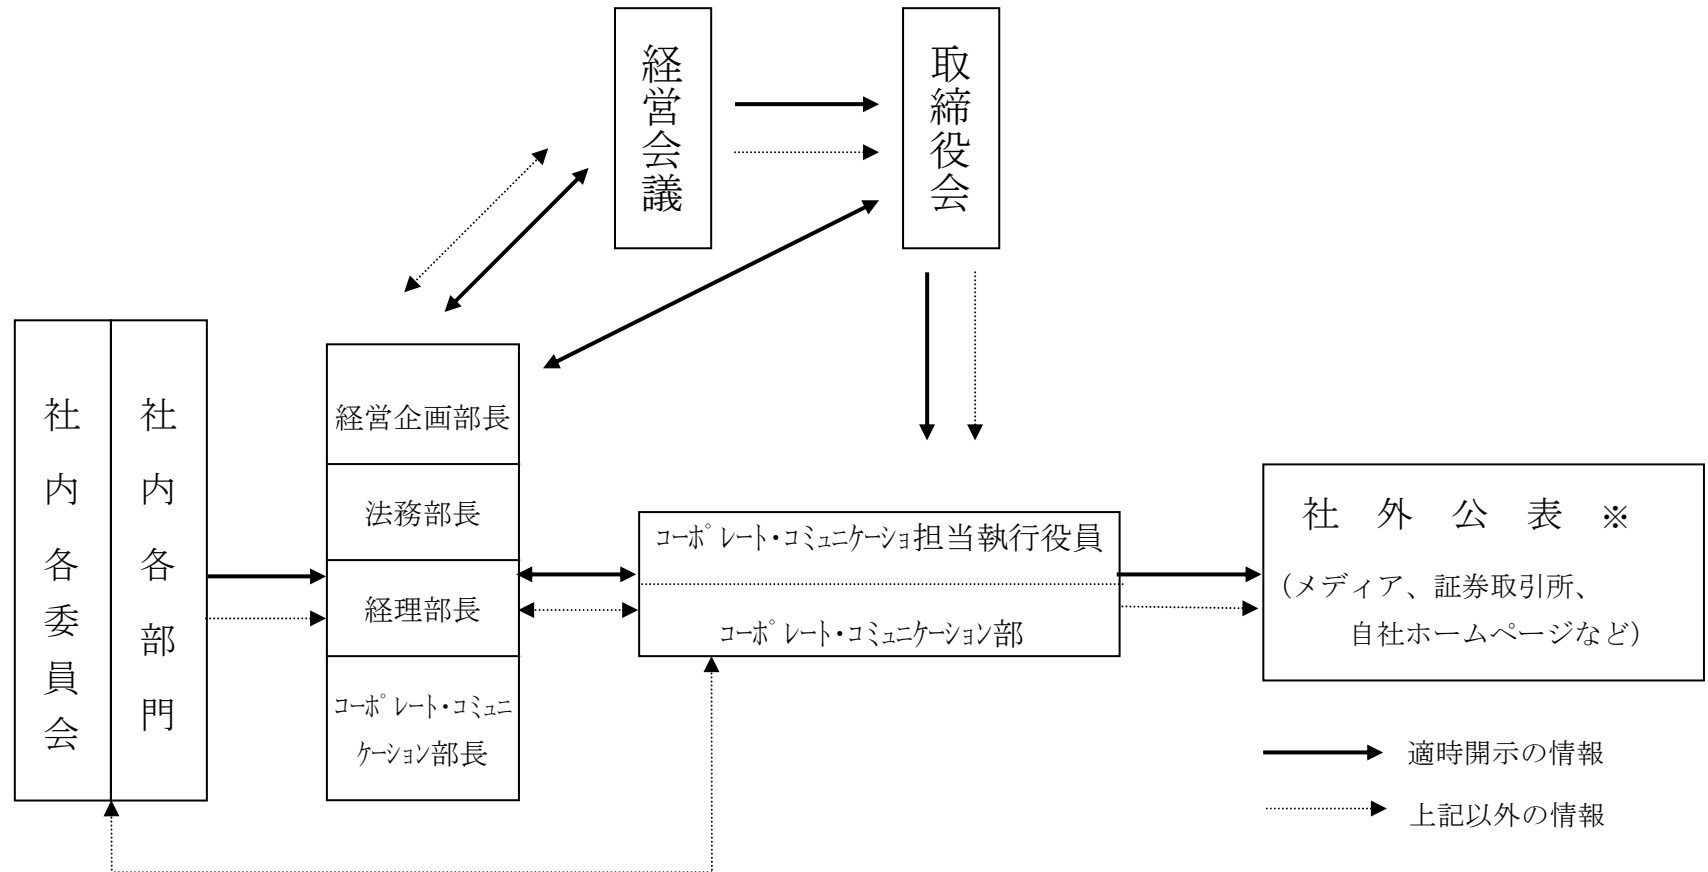 経営会議
取締役会
社内各委員会
社内各部門
経営企画部長
法務部長
経理部長
コーポレート・コミュニ
ケーション部長
コーポレート・コミュニケーショ担当執行役員
コーポレート・コミュニケーション部
社外公表※
(メディア、証券取引所、
自社ホームページなど)
適時開示の情報
上記以外の情報